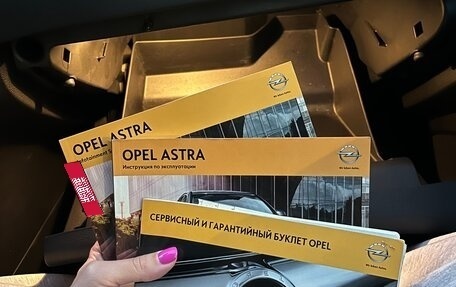 OPEL ASTRA
OPEL ASTRA
Инструкция по эксплуатации
СЕРВИСНЫЙ И ГАРАНТИЙНЫЙ БУКЛЕТ OPEL